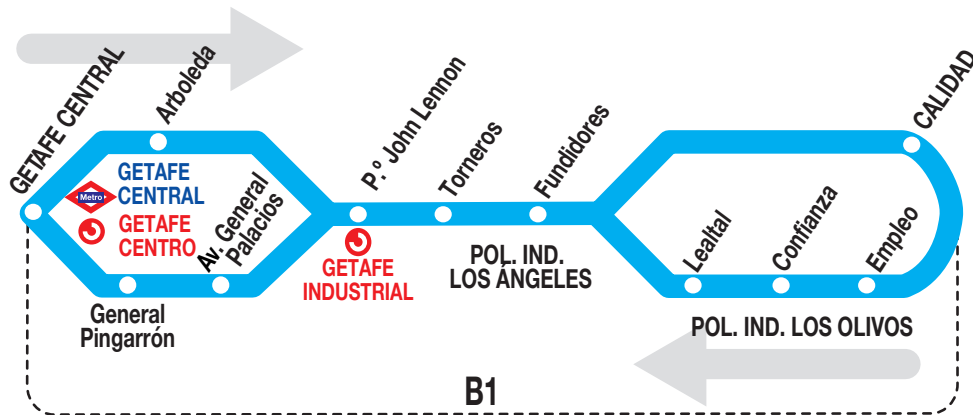 GETAFE CENTRAL
Arboleda
Metro
GETAFE
CENTRAL
GETAFE
CENTRO
Av. General
Palacios
General
Pingarrón
P.º John Lennon
GETAFE
INDUSTRIAL
Torneros
Fundidores
POL. IND.
LOS ÁNGELES
CALIDAD
Lealtal
Confianza
Empleo
POL. IND. LOS OLIVOS
B1